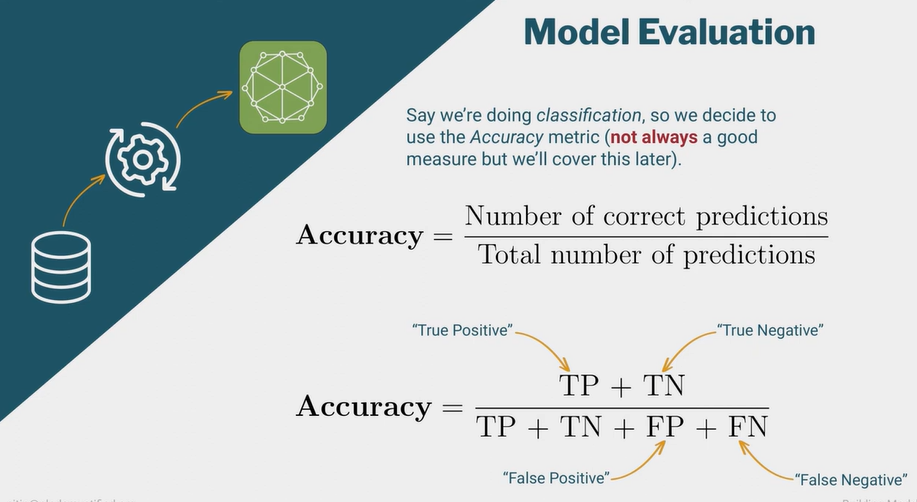 Model Evaluation
Say we're doing classification, so we decide to
use the Accuracy metric (not always a good
measure but we'll cover this later).
Accuracy = Number of correct predictions
Total number of predictions
"True Positive" "True Negative"
Accuracy = TP + TN
TP + TN + FP + FN
"False Positive" "False Negative"